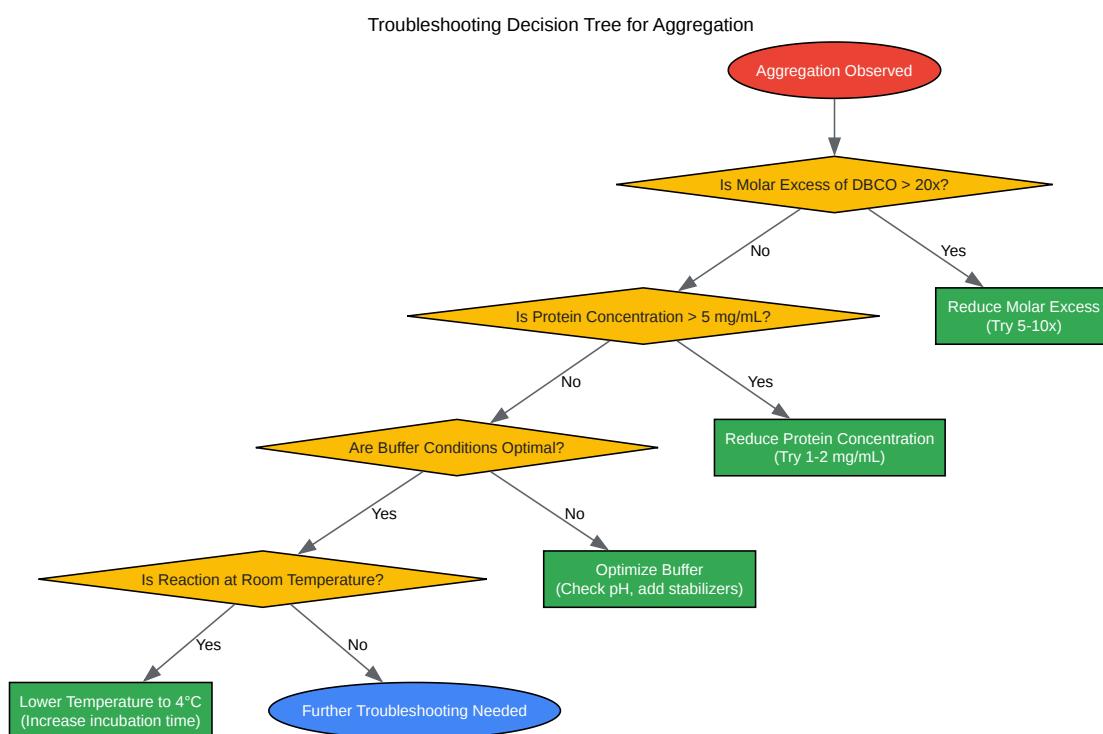 Troubleshooting Decision Tree for Aggregation
Aggregation Observed
Is Molar Excess of DBCO > 20x?
No
Yes
Is Protein Concentration > 5 mg/mL?
Reduce Molar Excess
(Try 5-10x)
No
Yes
Are Buffer Conditions Optimal?
Reduce Protein Concentration
(Try 1-2 mg/mL)
Yes
No
Is Reaction at Room Temperature?
Optimize Buffer
(Check pH, add stabilizers)
Yes
No
Lower Temperature to 4°C
(Increase incubation time)
Further Troubleshooting Needed